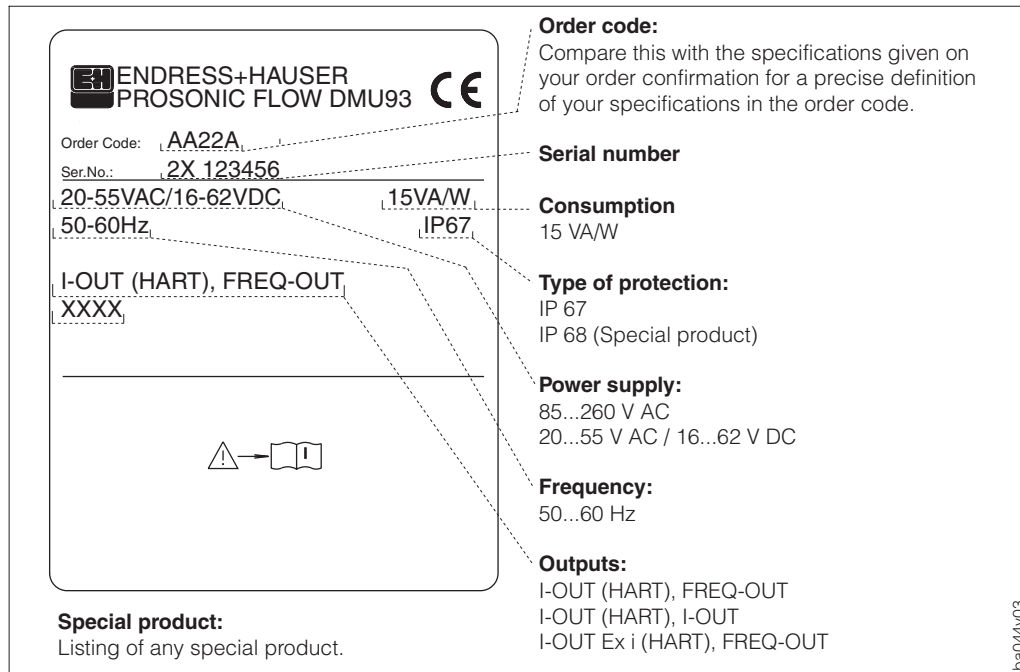 E+H ENDRESS+HAUSER
PROSONIC FLOW DMU93 CE
Order Code: AA22A
Ser.No.: 2X 123456
20-55VAC/16-62VDC 15VA/W
50-60Hz IP67
I-OUT (HART), FREQ-OUT
XXXX
Special product:
Listing of any special product.
Order code:
Compare this with the specifications given on
your order confirmation for a precise definition
of your specifications in the order code.
Serial number
Consumption
15 VA/W
Type of protection:
IP 67
IP 68 (Special product)
Power supply:
85...260 V AC
20...55 V AC / 16...62 V DC
Frequency:
50...60 Hz
Outputs:
I-OUT (HART), FREQ-OUT
I-OUT (HART), I-OUT
I-OUT Ex i (HART), FREQ-OUT
ba044y03